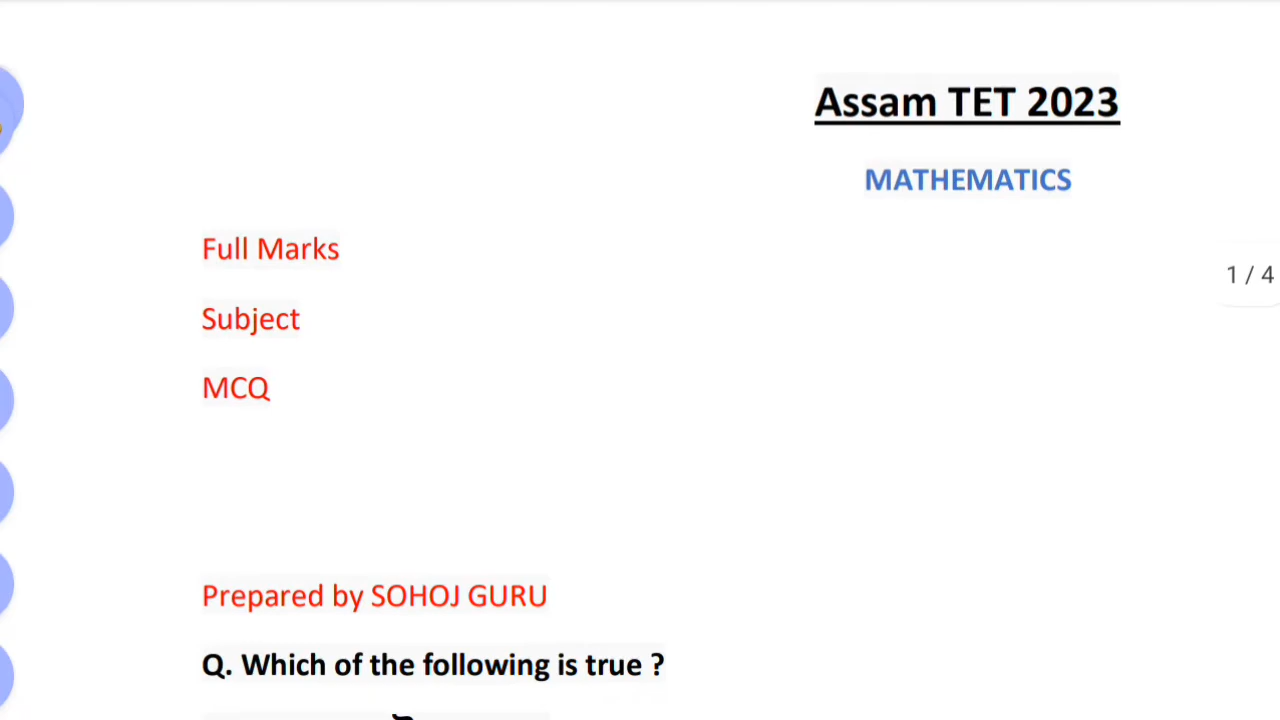 Assam TET 2023
MATHEMATICS
Full Marks
Subject
1 / 4
MCQ
Prepared by SOHOJ GURU
Q. Which of the following is true ?